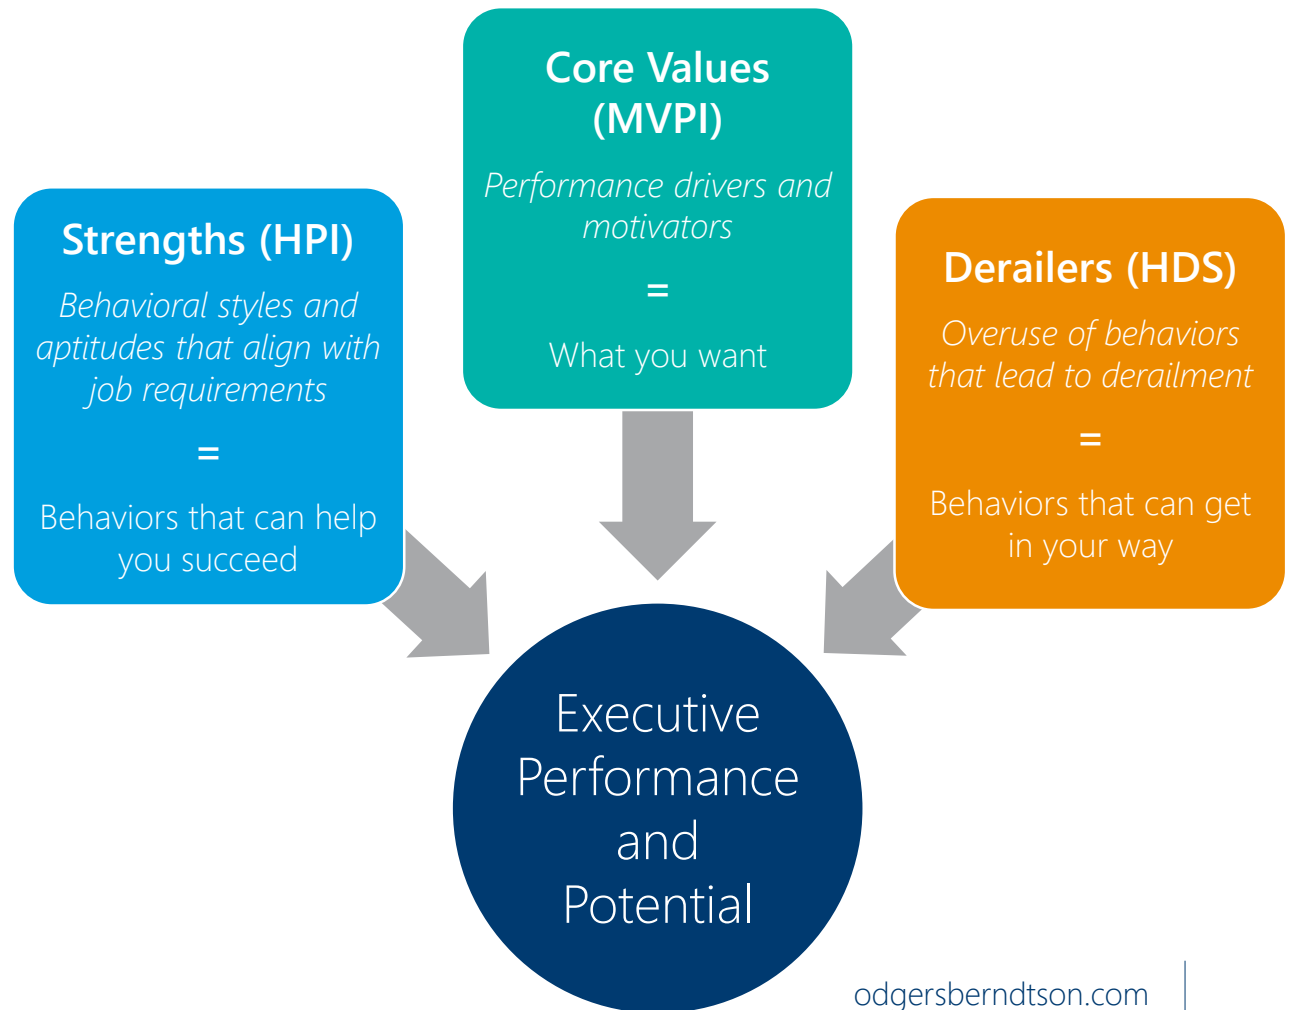 Core Values
(MVPI)
Performance drivers and
motivators
=
What you want
Strengths (HPI)
Behavioral styles and
aptitudes that align with
job requirements
=
Behaviors that can help
you succeed
Derailers (HDS)
Overuse of behaviors
that lead to derailment
=
Behaviors that can get
in your way
Executive
Performance
and
Potential
odgersberndtson.com